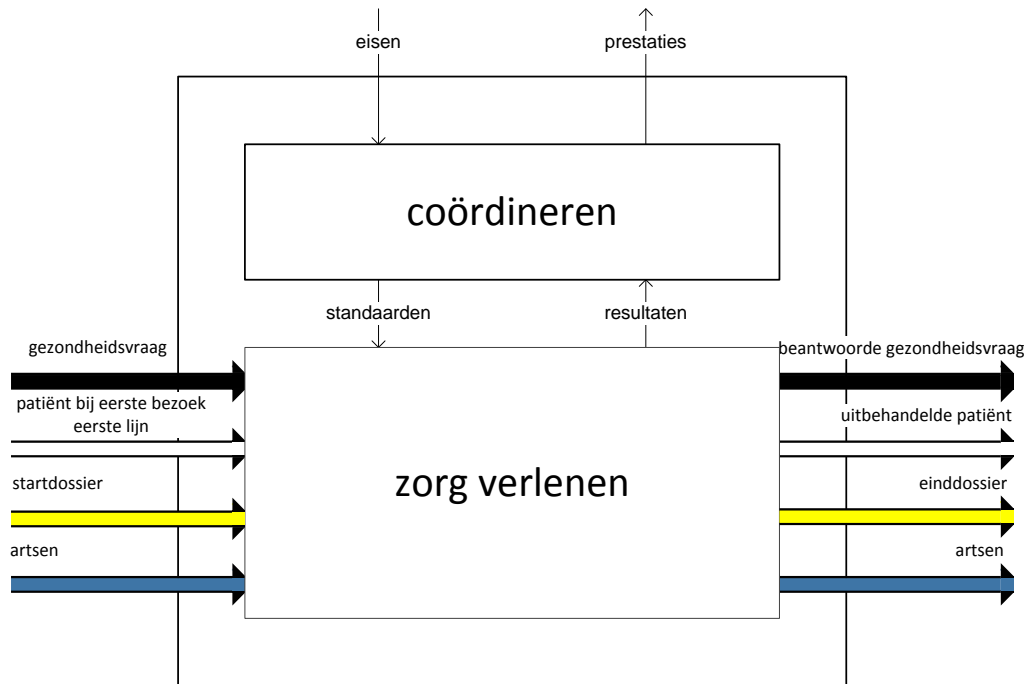 eisen
prestaties
coördineren
standaarden
resultaten
gezondheidsvraag
beantwoorde gezondheidsvraag
patiënt bij eerste bezoek
eerste lijn
uitbehandelde patiënt
zorg verlenen
startdossier
einddossier
artsen
artsen